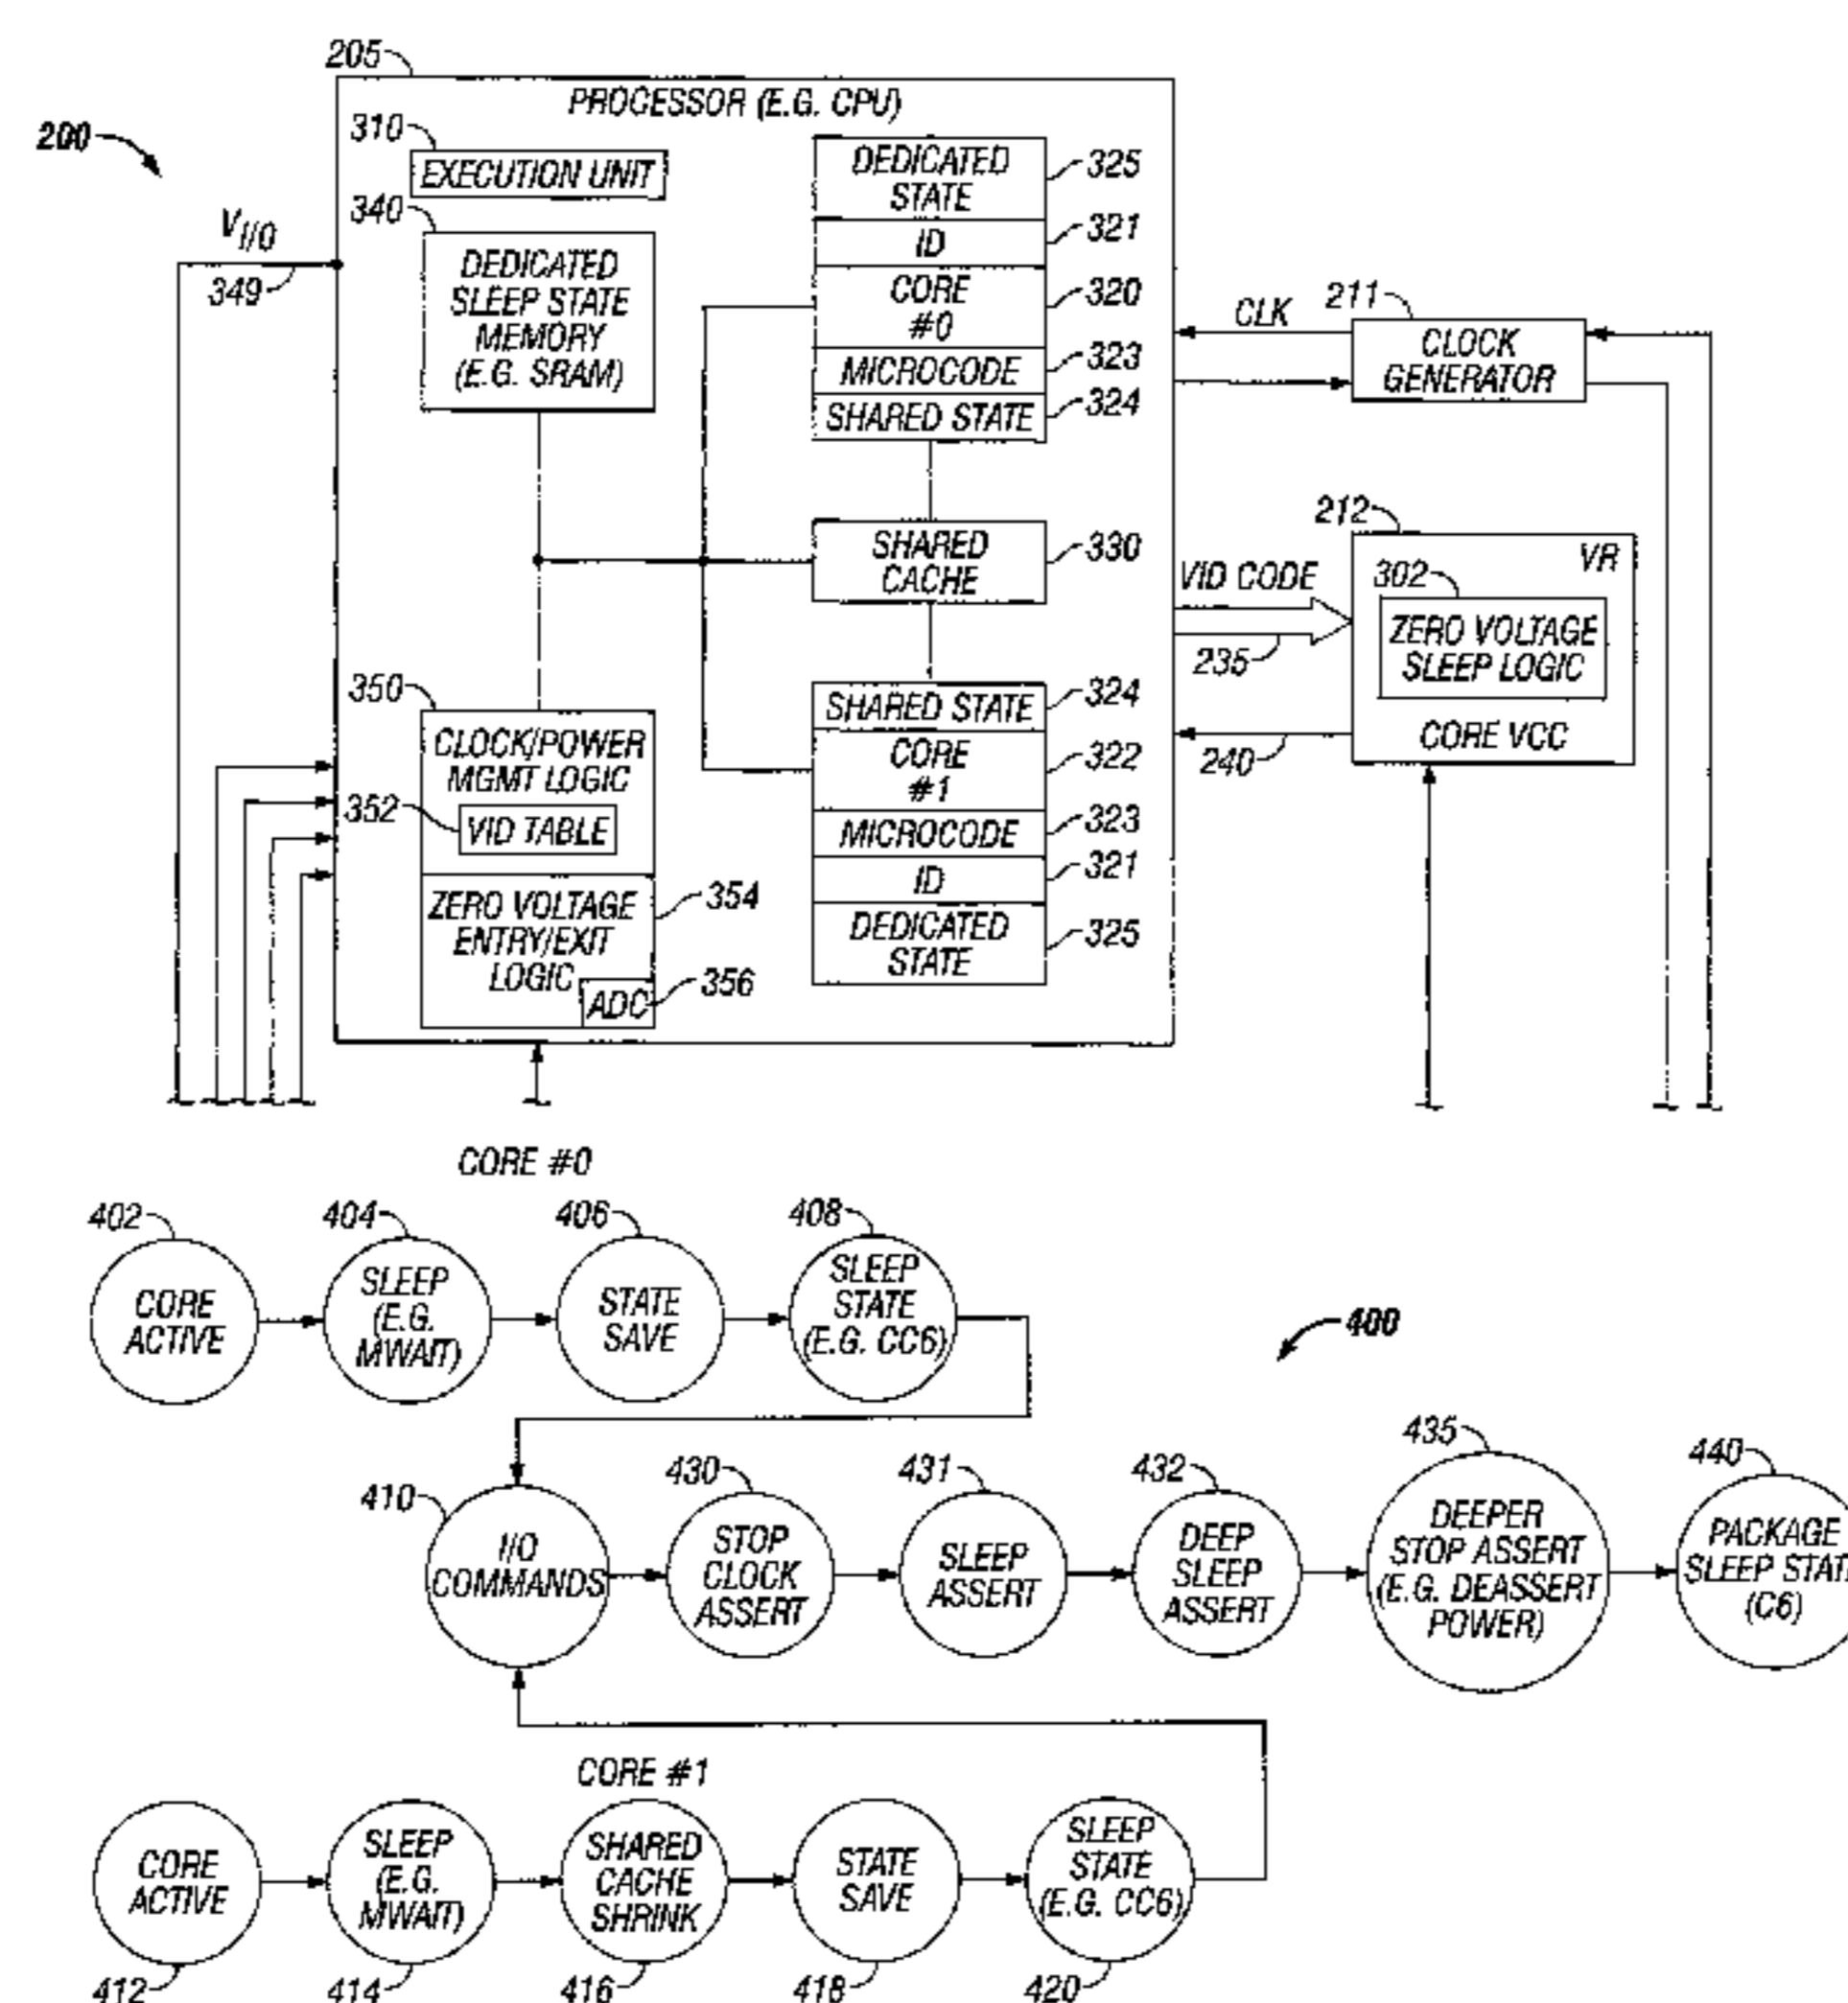 205
PROCESSOR (E.G. CPU)
200
310
EXECUTION UNIT
340
DEDICATED
SLEEP STATE
MEMORY
(E.G. SRAM)
VI/O
349
DEDICATED
STATE
325
ID
321
CORE
#0
320
MICROCODE
323
SHARED STATE
324
CLK
211
CLOCK
GENERATOR
SHARED
CACHE
330
212
VR
302
ZERO VOLTAGE
SLEEP LOGIC
CORE VCC
VID CODE
235
240
350
CLOCK/POWER
MGMT LOGIC
352
VID TABLE
ZERO VOLTAGE
ENTRY/EXIT
LOGIC
354
ADC
356
SHARED STATE
324
CORE
#1
322
MICROCODE
323
ID
321
DEDICATED
STATE
325
CORE #0
402
CORE
ACTIVE
404
SLEEP
(E.G.
MWAIT)
406
STATE
SAVE
408
SLEEP
STATE
(E.G. CC6)
400
410
I/O
COMMANDS
430
STOP
CLOCK
ASSERT
431
SLEEP
ASSERT
432
DEEP
SLEEP
ASSERT
435
DEEPER
STOP ASSERT
(E.G. DEASSERT
POWER)
440
PACKAGE
SLEEP STAT
(C6)
CORE #1
CORE
ACTIVE
412
SLEEP
(E.G.
MWAIT)
414
SHARED
CACHE
SHRINK
416
STATE
SAVE
418
SLEEP
STATE
(E.G. CC6)
420